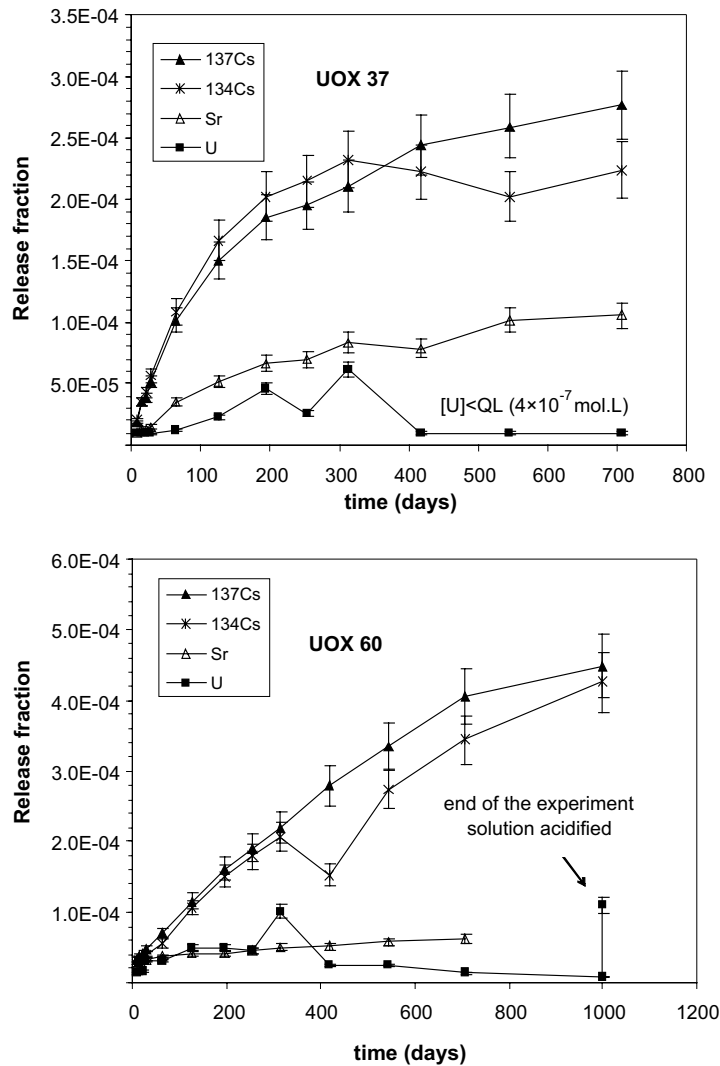 3.5E-04
3.0E-04
2.5E-04
2.0E-04
1.5E-04
1.0E-04
5.0E-05
Release fraction
137Cs
134Cs
Sr
U
UOX 37
[U]<QL (4×10⁻⁷ mol.L)
0 100 200 300 400 500 600 700 800
time (days)
6.0E-04
5.0E-04
4.0E-04
3.0E-04
2.0E-04
1.0E-04
Release fraction
137Cs
134Cs
Sr
U
UOX 60
end of the experiment
solution acidified
0 200 400 600 800 1000 1200
time (days)